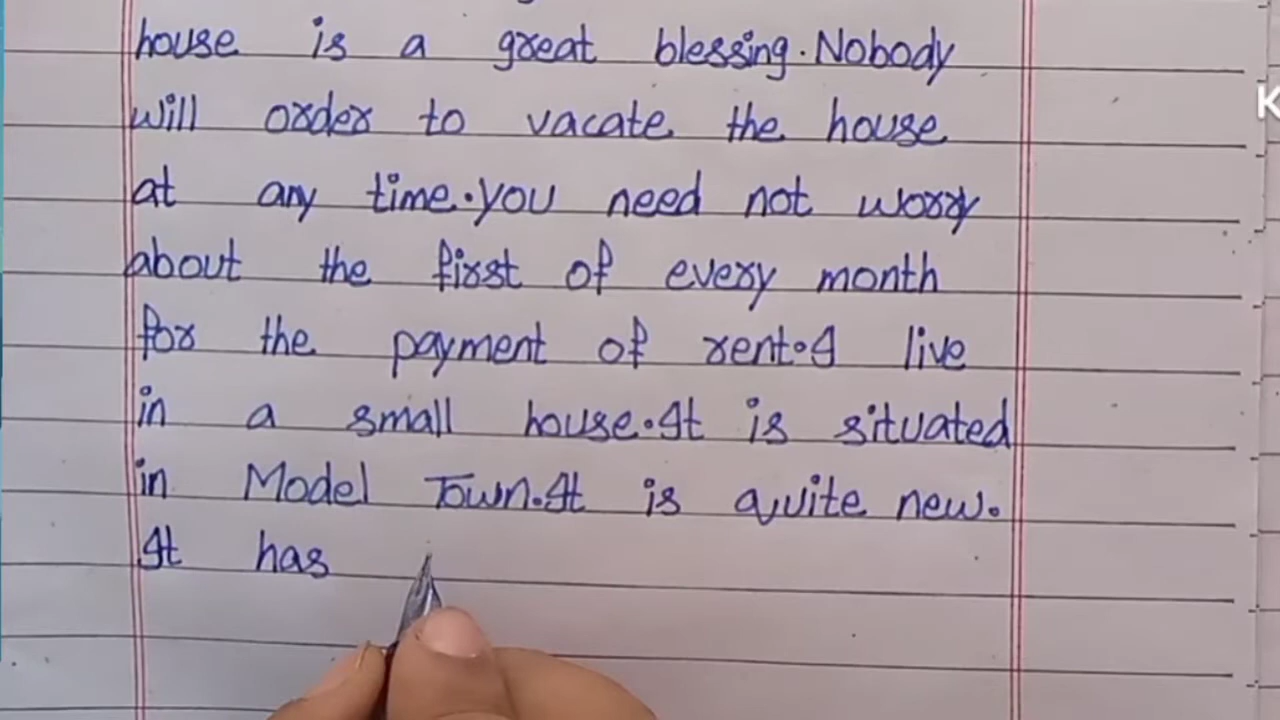 house is a great blessing. Nobody
will order to vacate the house
at any time. you need not worry
about the first of every month
for the payment of rent. I live
in a small house. It is situated
in Model Town. It is quite new.
It has
K